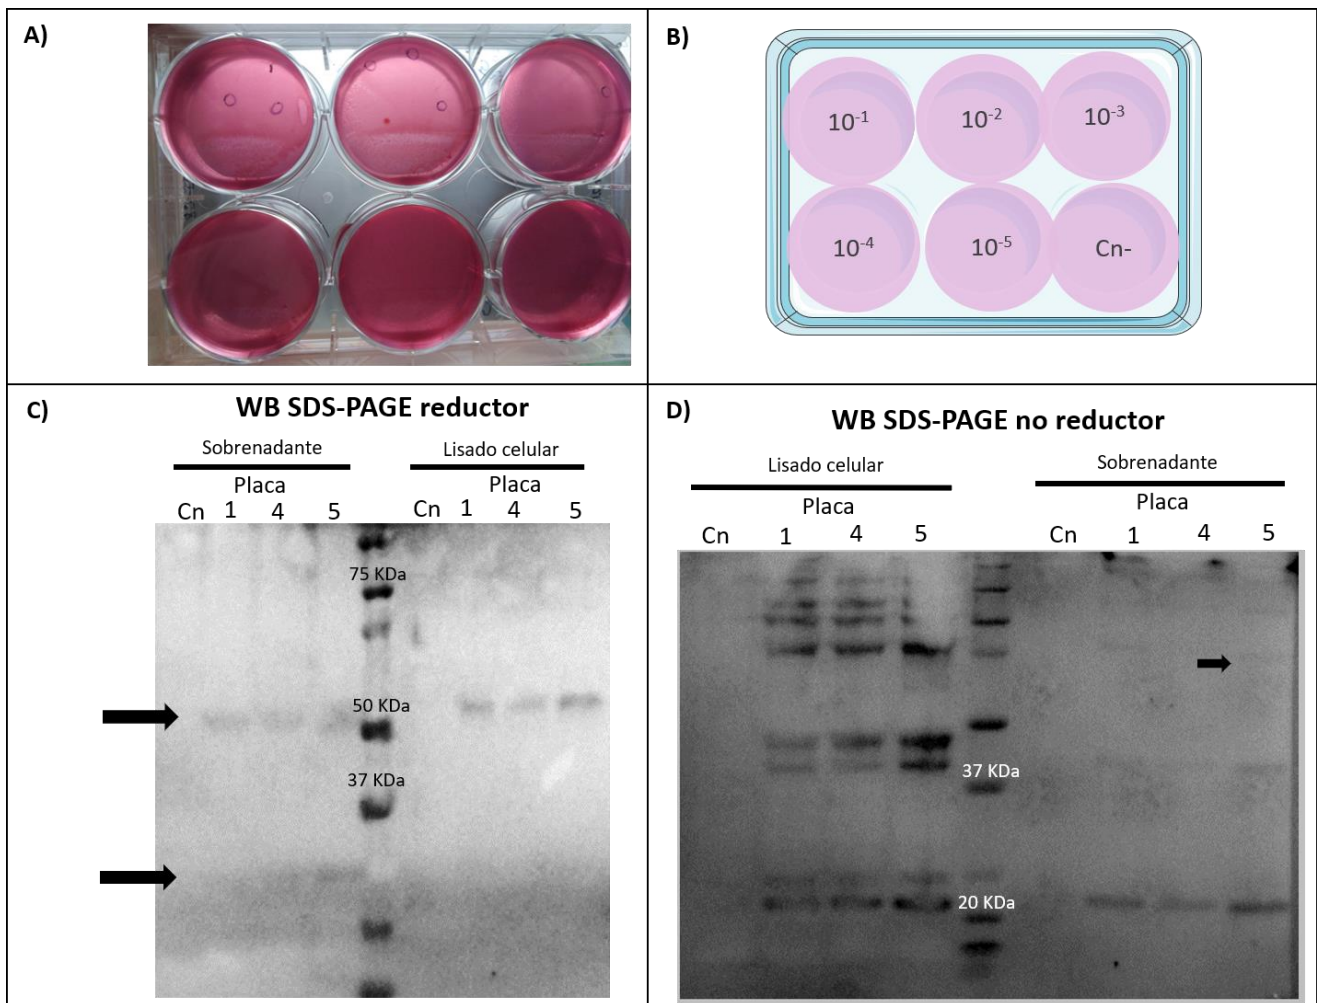 A)
B)
10⁻¹
10⁻²
10⁻³
10⁻⁴
10⁻⁵
Cn-
C)
WB SDS-PAGE reductor
Sobrenadante
Lisado celular
Placa
Placa
Cn 1 4 5
Cn 1 4 5
75 KDa
50 KDa
37 KDa
D)
WB SDS-PAGE no reductor
Lisado celular
Sobrenadante
Placa
Placa
Cn 1 4 5
Cn 1 4 5
37 KDa
20 KDa